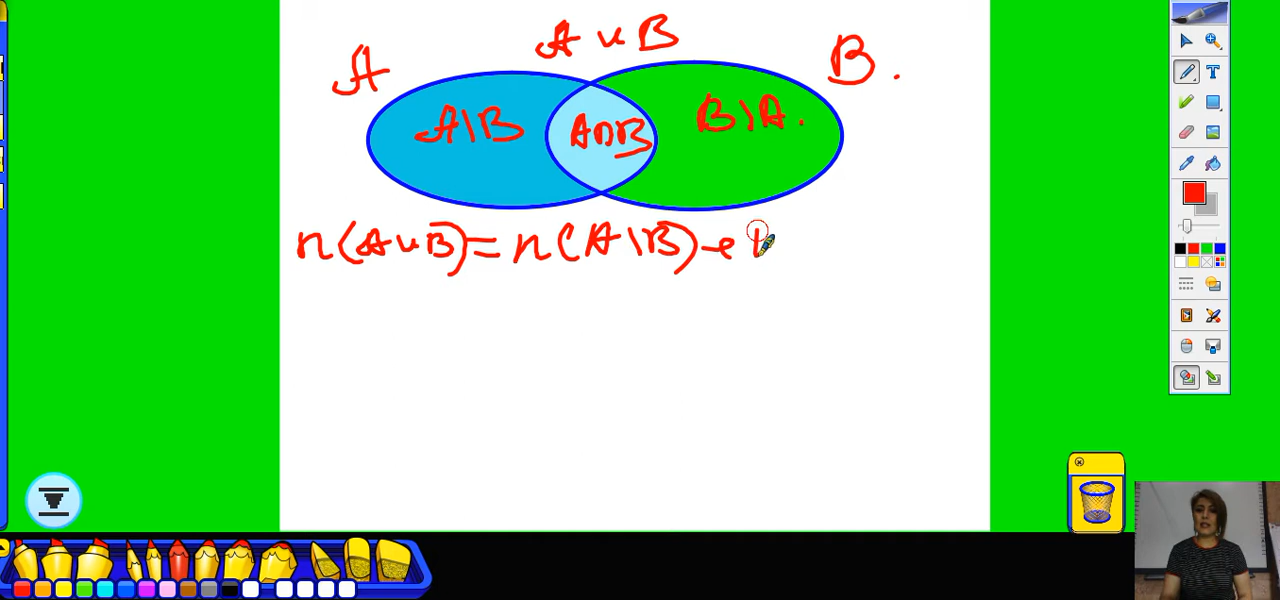 A ∪ B
A
B.
A\B
A∩B
B\A.
n(A∪B)=n(A\B)+